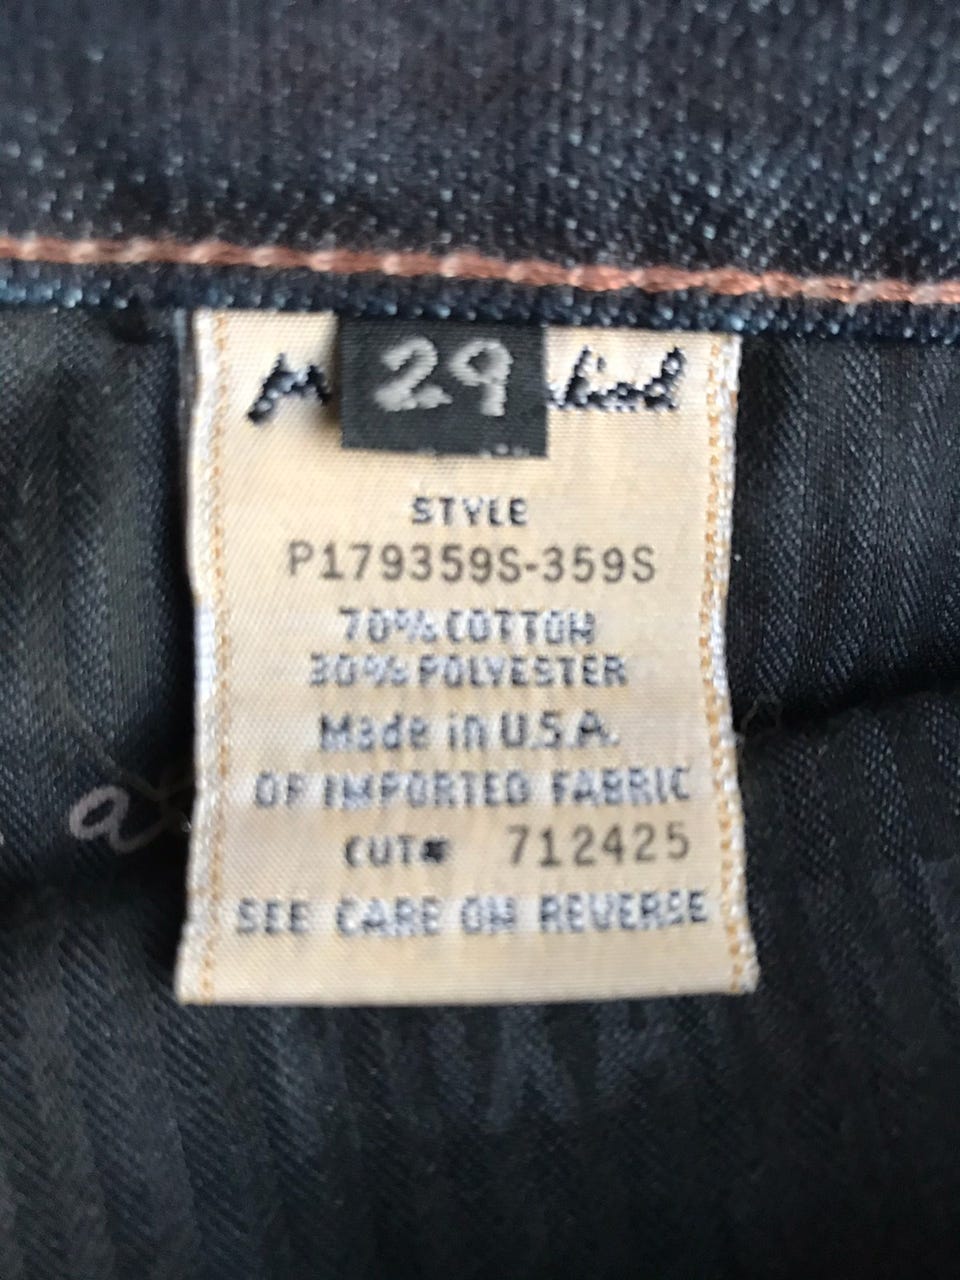 29
STYLE
P179359S-359S
70% COTTON
30% POLYESTER
Made in U.S.A.
OF IMPORTED FABRIC
CUT# 712425
SEE CARE ON REVERSE